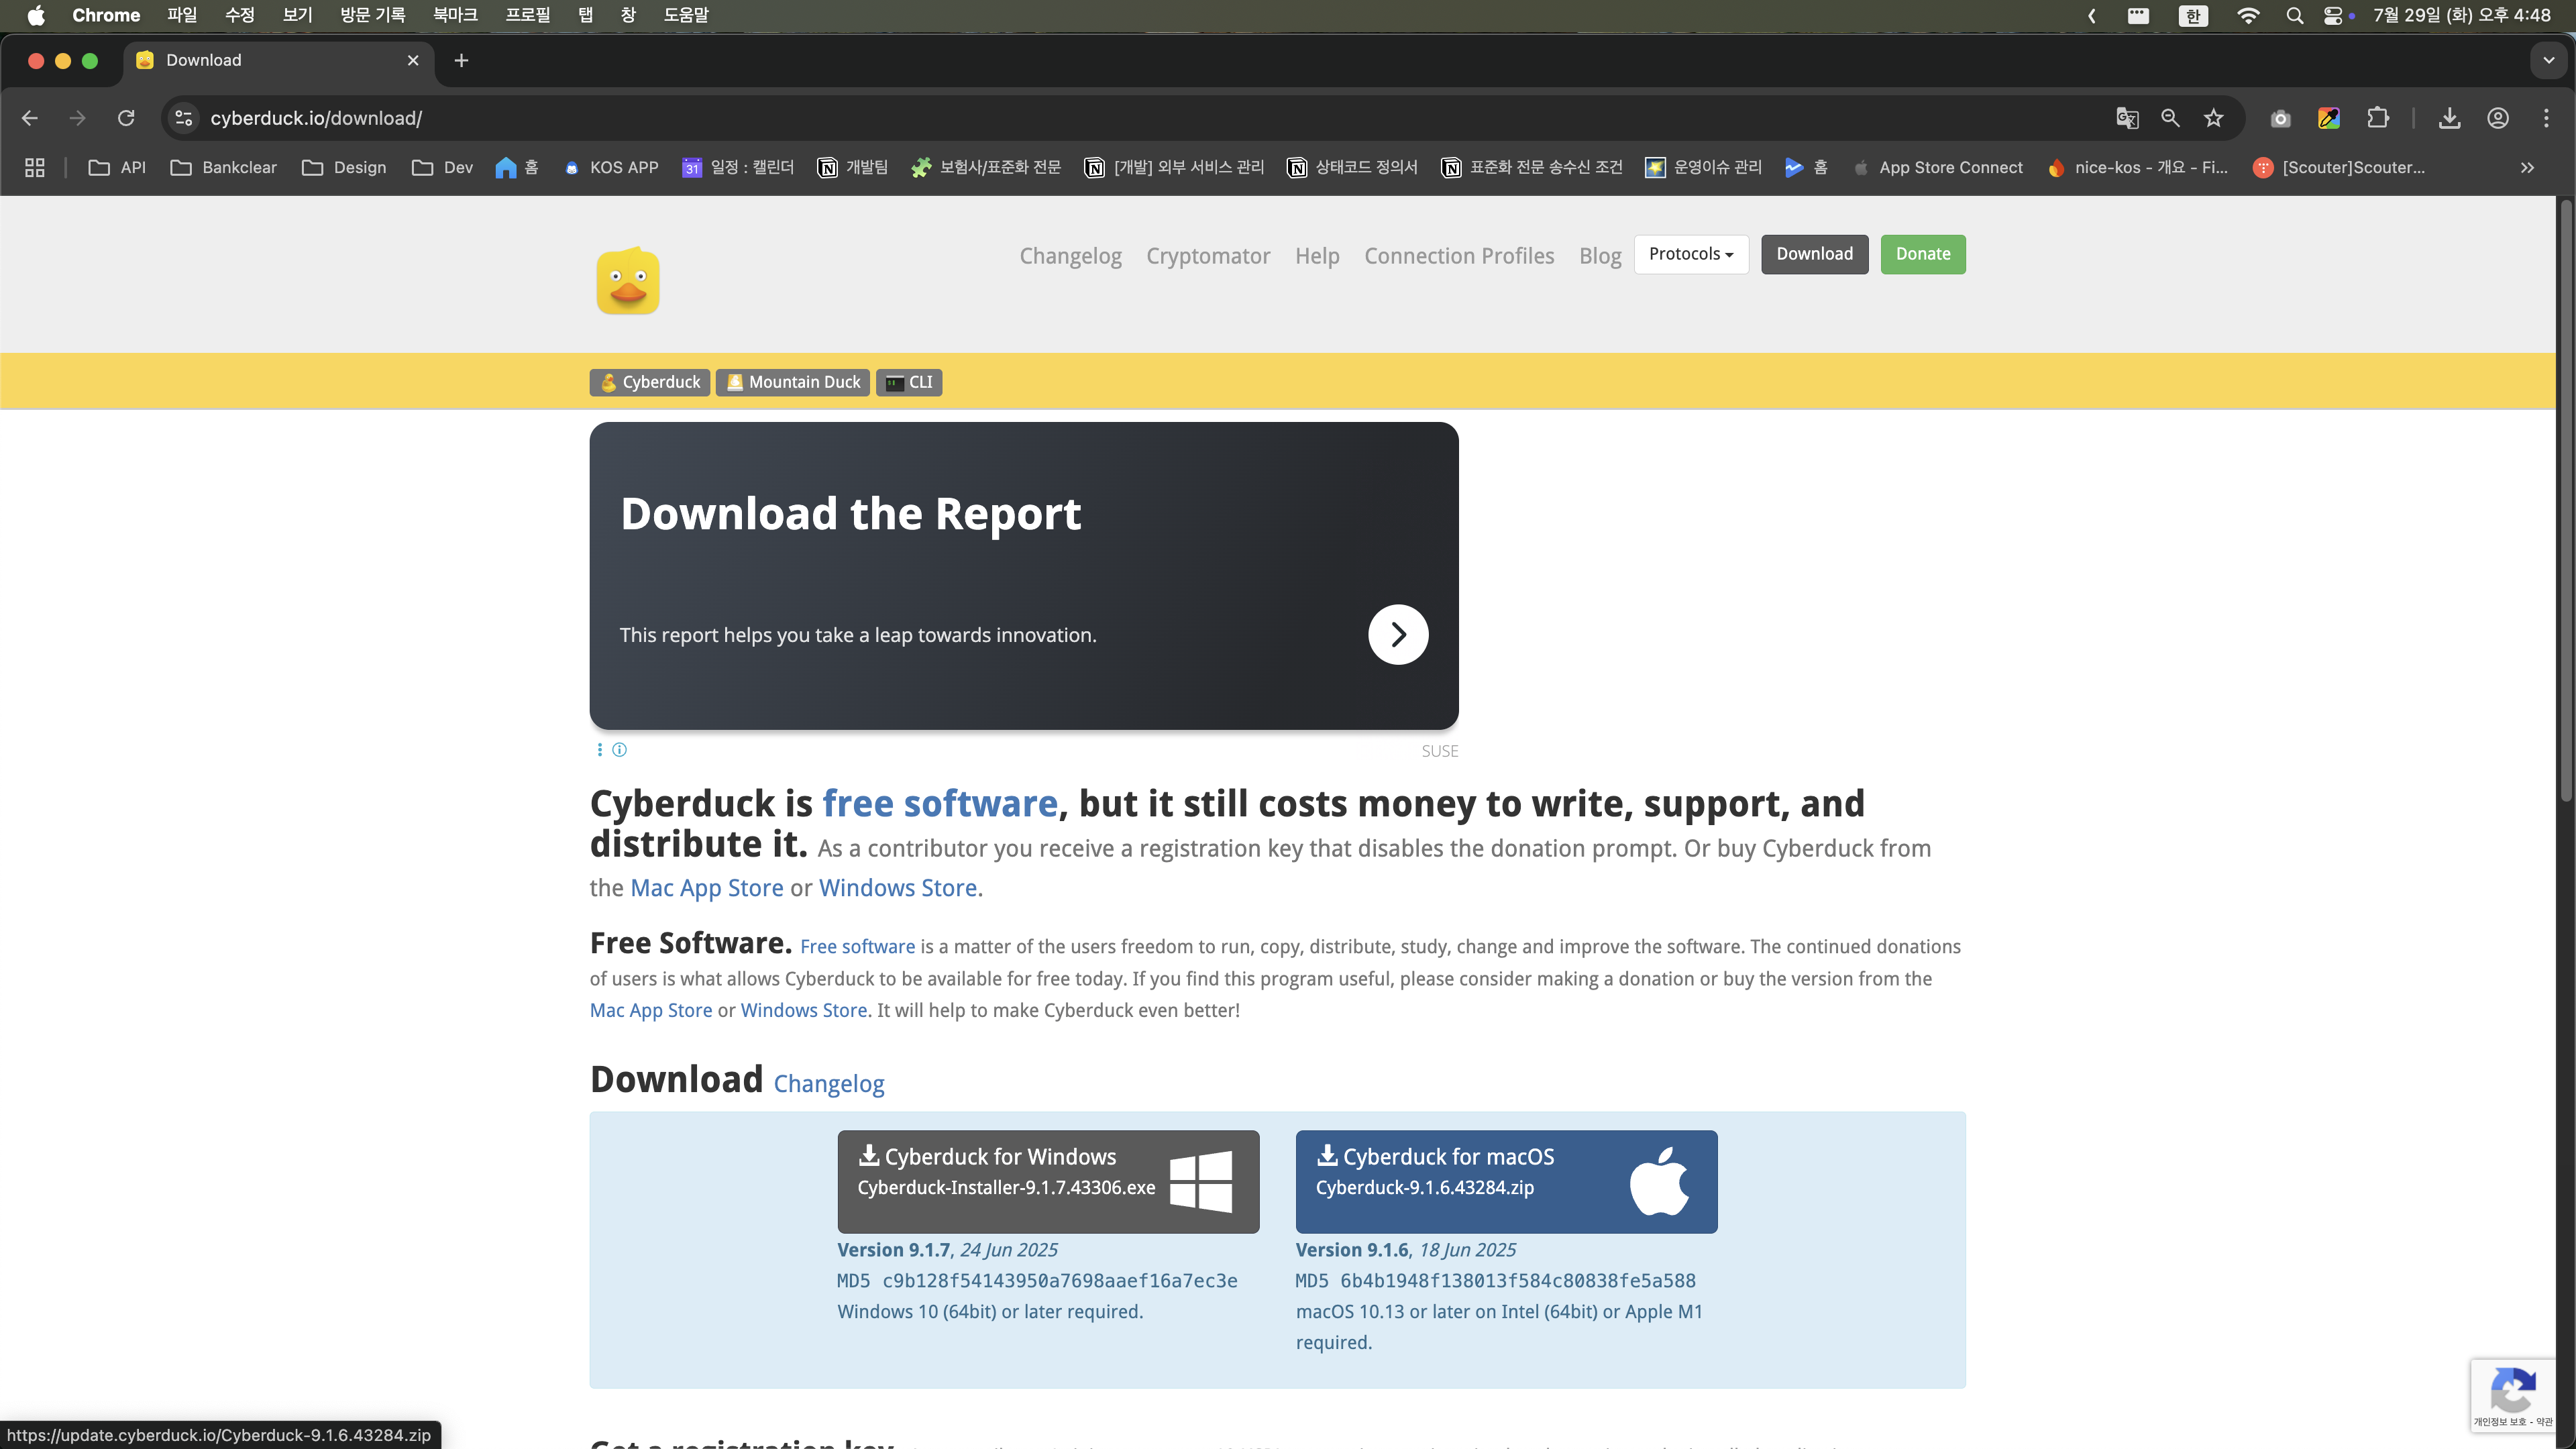 Chrome 파일 수정 보기 방문 기록 북마크 프로필 탭 창 도움말 한 7월 29일 (화) 오후 4:48
Download
cyberduck.io/download/
API Bankclear Design Dev 홈 KOS APP 31 일정 : 캘린더 개발팀 보험사/표준화 전문 [개발] 외부 서비스 관리 상태코드 정의서 표준화 전문 송수신 조건 운영이슈 관리 홈 App Store Connect nice-kos - 개요 - Fi... [Scouter]Scouter...
Changelog Cryptomator Help Connection Profiles Blog Protocols Download Donate
Cyberduck Mountain Duck CLI
Download the Report
This report helps you take a leap towards innovation.
SUSE
Cyberduck is free software, but it still costs money to write, support, and
distribute it. As a contributor you receive a registration key that disables the donation prompt. Or buy Cyberduck from
the Mac App Store or Windows Store.
Free Software. Free software is a matter of the users freedom to run, copy, distribute, study, change and improve the software. The continued donations
of users is what allows Cyberduck to be available for free today. If you find this program useful, please consider making a donation or buy the version from the
Mac App Store or Windows Store. It will help to make Cyberduck even better!
Download Changelog
Cyberduck for Windows
Cyberduck-Installer-9.1.7.43306.exe
Version 9.1.7, 24 Jun 2025
MD5 c9b128f54143950a7698aaef16a7ec3e
Windows 10 (64bit) or later required.
Cyberduck for macOS
Cyberduck-9.1.6.43284.zip
Version 9.1.6, 18 Jun 2025
MD5 6b4b1948f138013f584c80838fe5a588
macOS 10.13 or later on Intel (64bit) or Apple M1
required.
개인정보 보호 - 약관
https://update.cyberduck.io/Cyberduck-9.1.6.43284.zip
Get a registration key